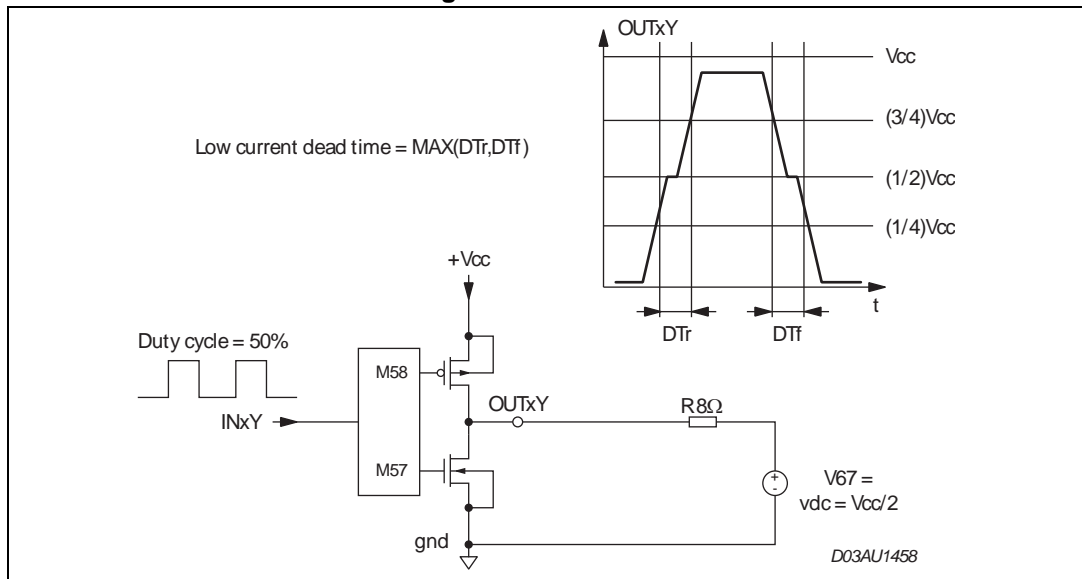 OUTxY
Vcc
(3/4)Vcc
Low current dead time = MAX(DTr,DTf)
(1/2)Vcc
(1/4)Vcc
+Vcc
t
DTr
DTf
Duty cycle = 50%
M58
OUTxY
R8Ω
INxY
M57
+
-
V67 =
vdc = Vcc/2
gnd
D03AU1458